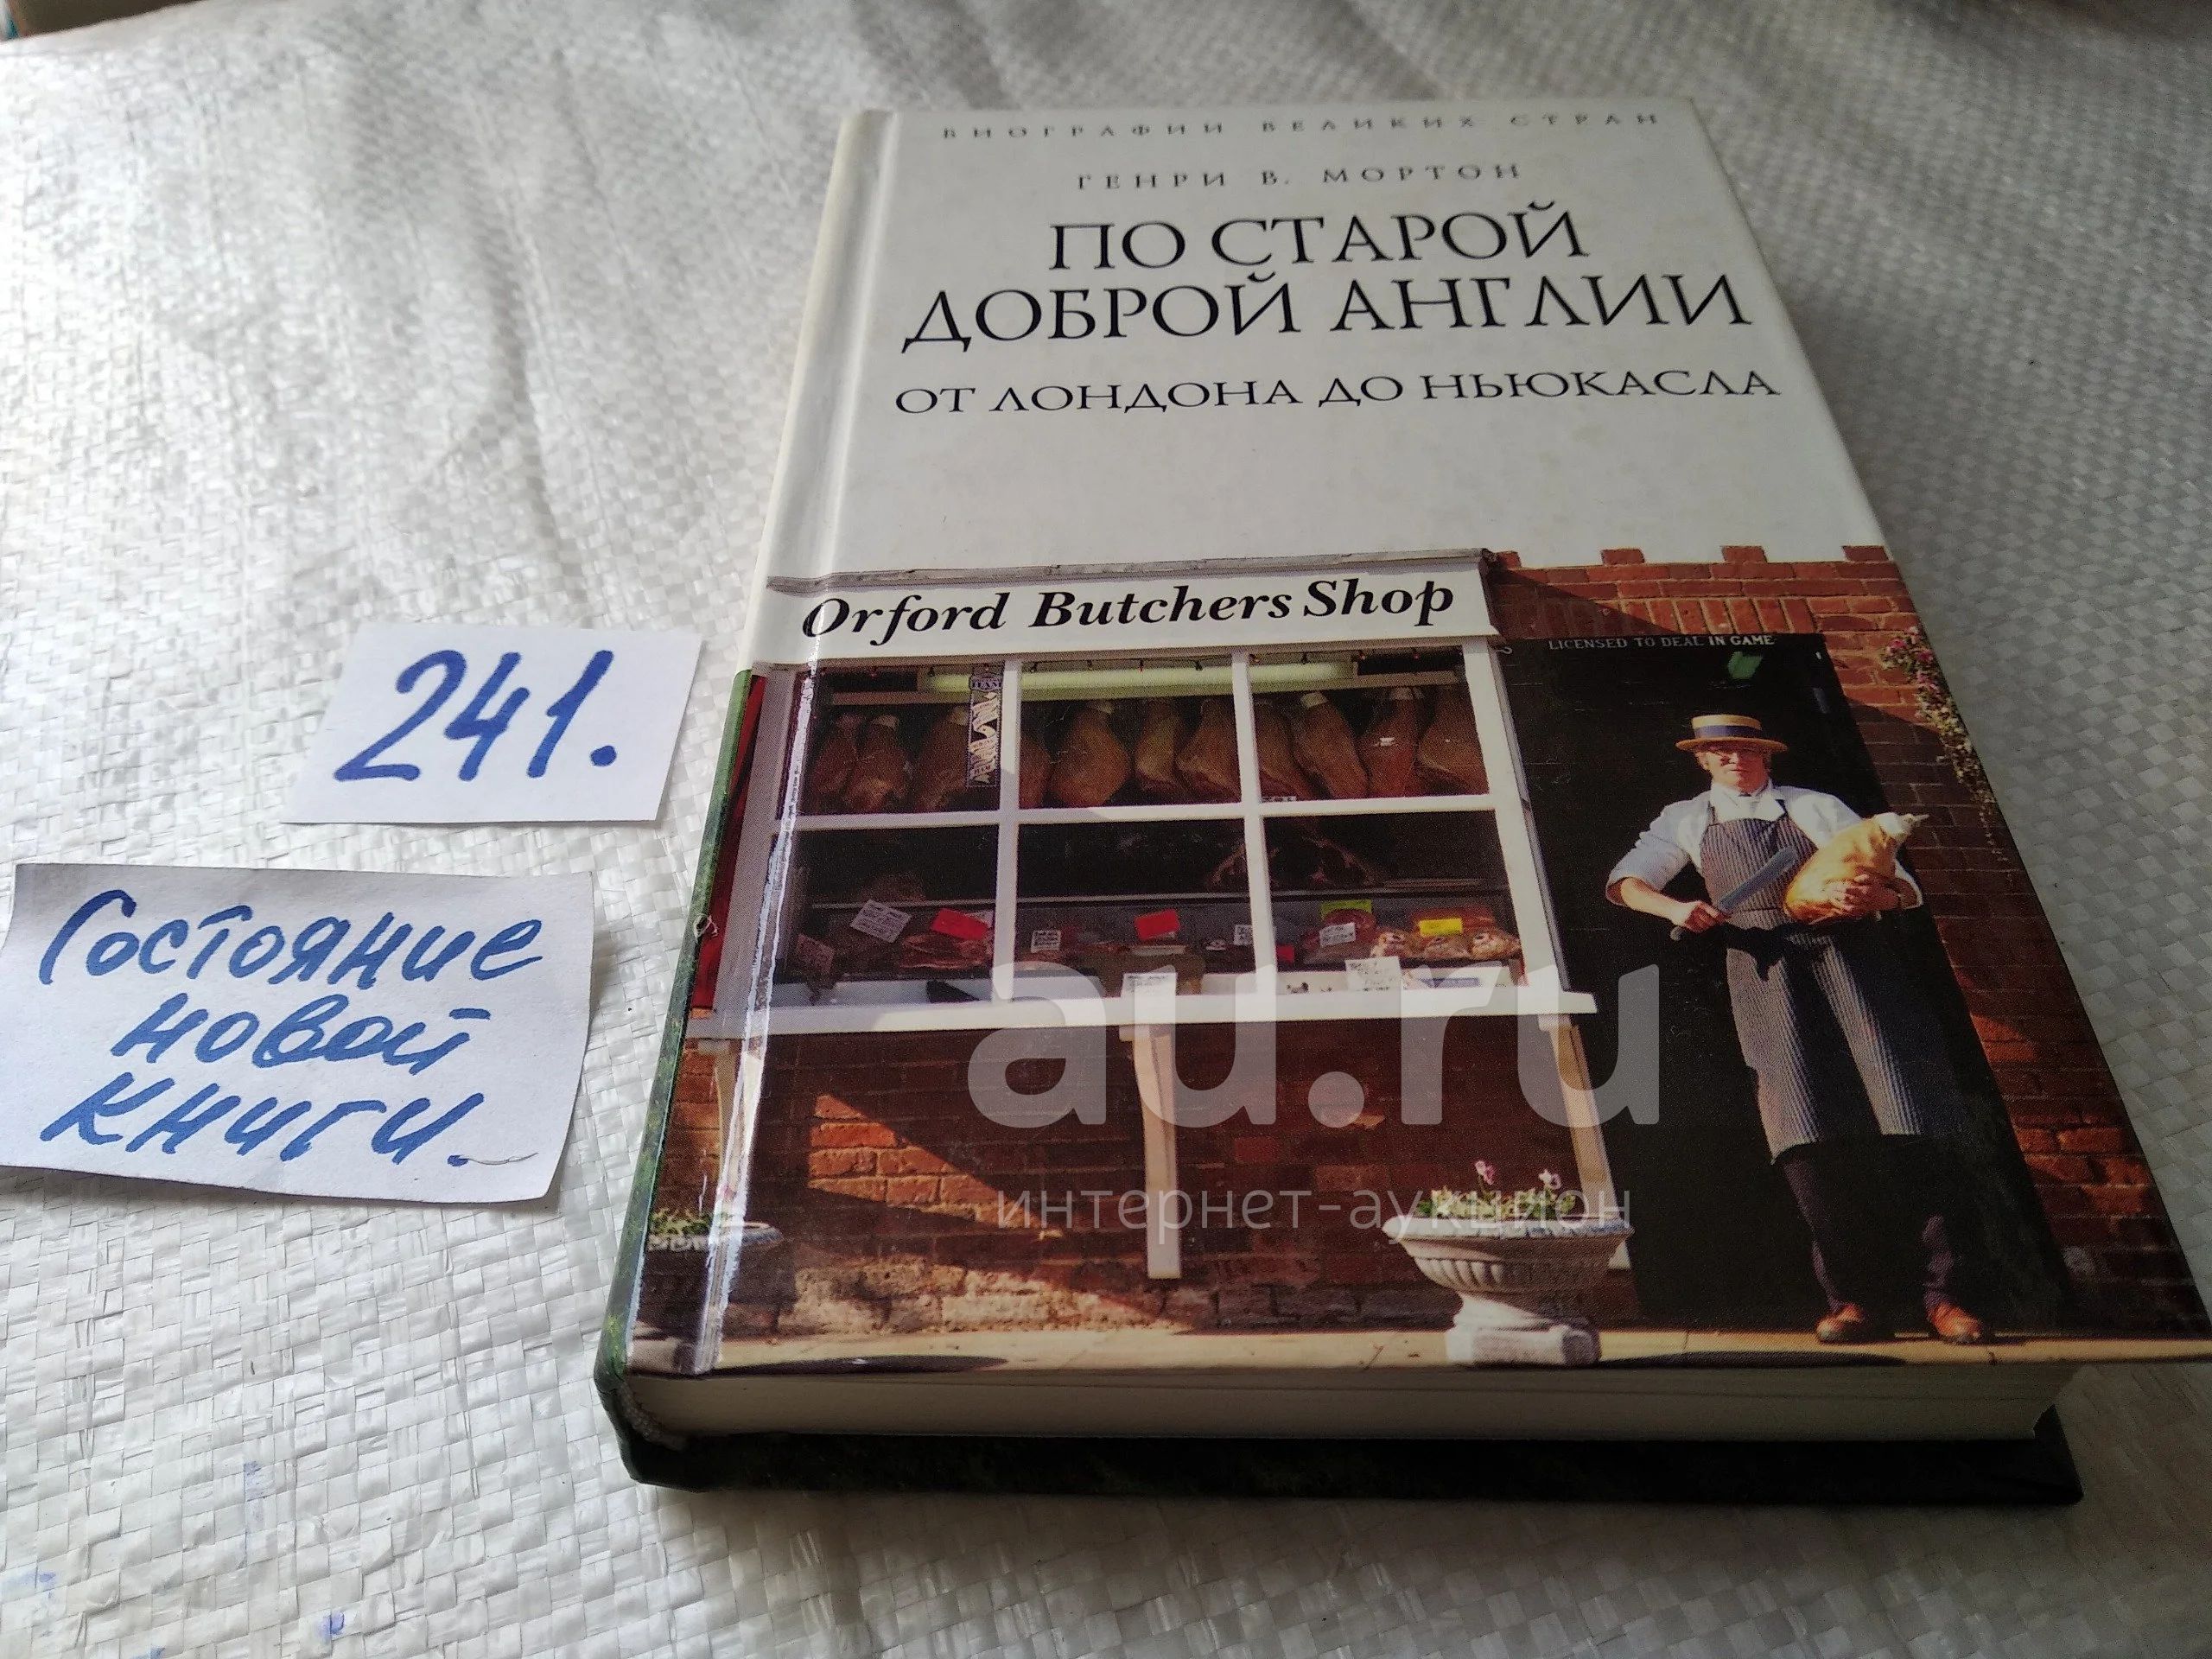 БИОГРАФИИ ВЕЛИКИХ СТРАН
ГЕНРИ В. МОРТОН
ПО СТАРОЙ
ДОБРОЙ АНГЛИИ
ОТ ЛОНДОНА ДО НЬЮКАСЛА
Orford Butchers Shop
LICENSED TO DEAL IN GAME
241.
Состояние
новой
книги.
au.ru
интернет-аукцион